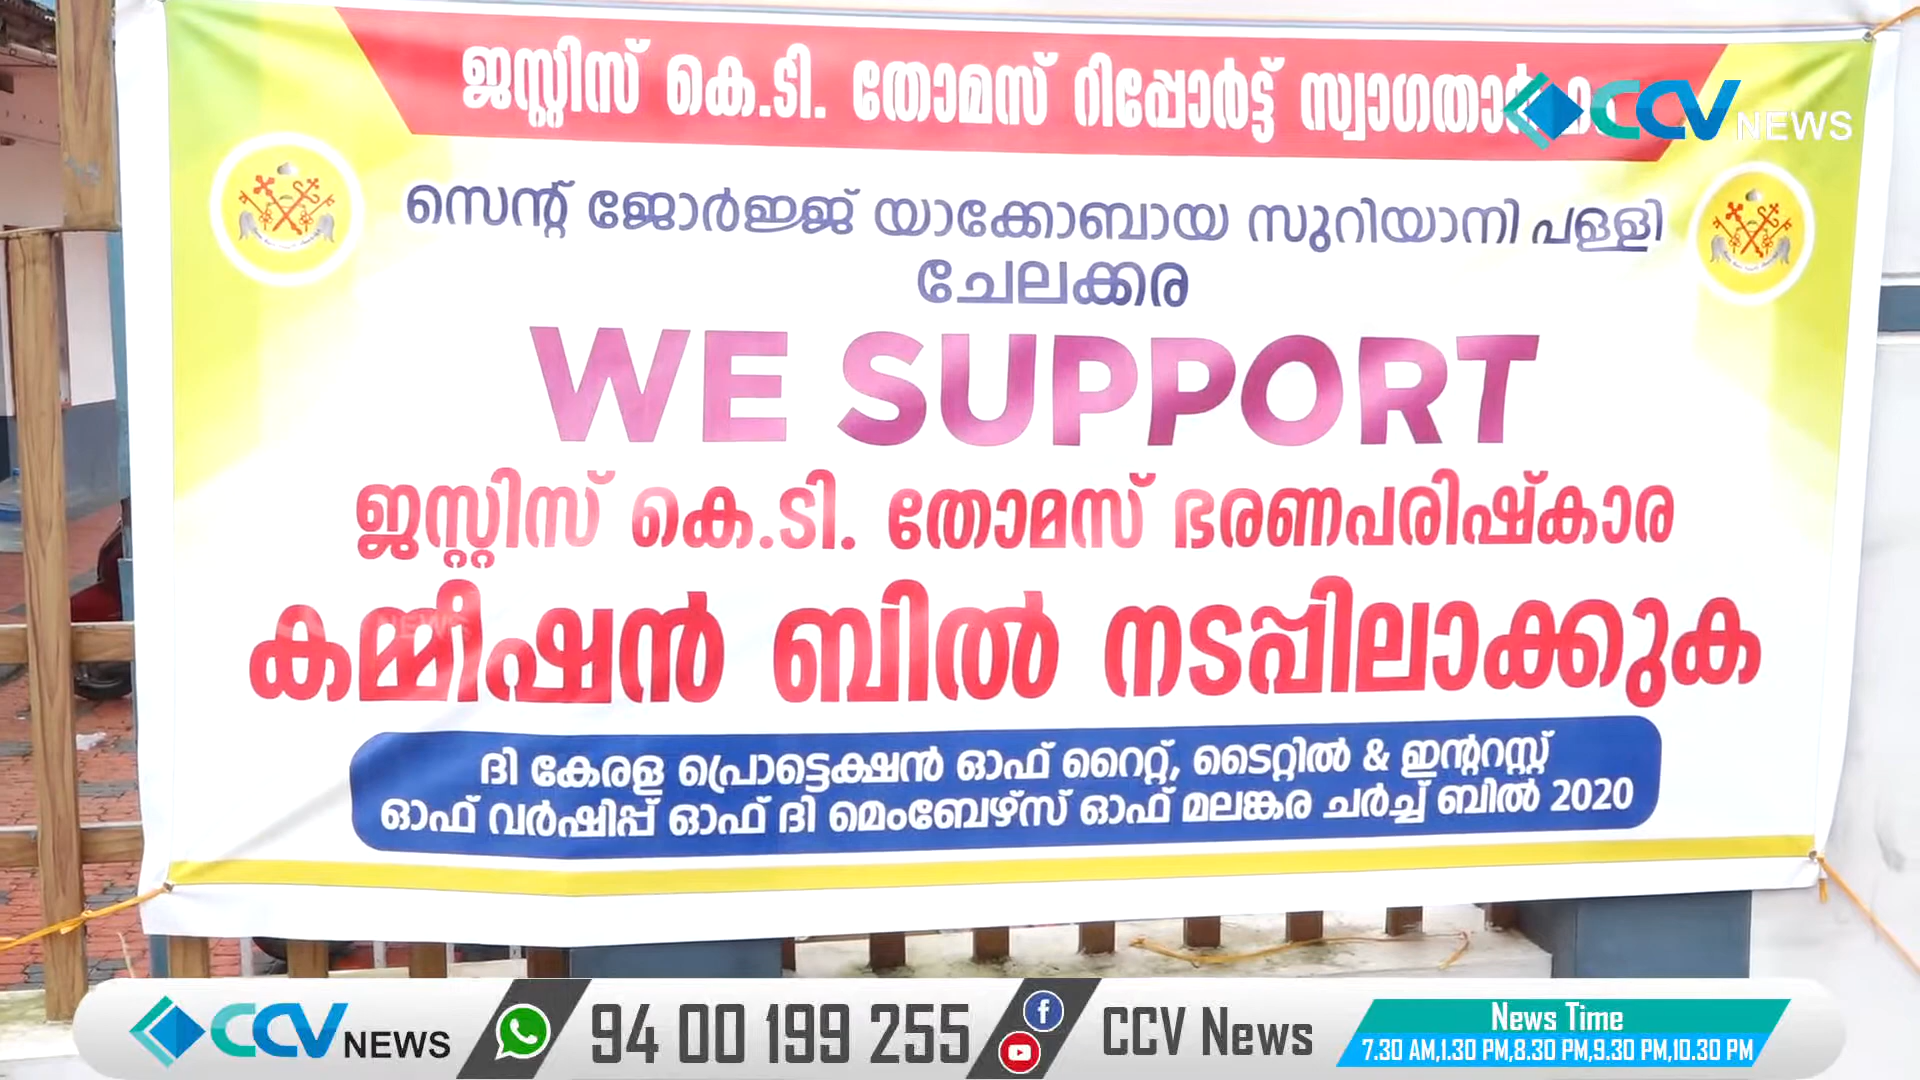 ജസ്റ്റിസ് കെ.ടി. തോമസ് റിപ്പോർട്ട്
CCV NEWS
സെന്റ് ജോർജ്ജ് യാക്കോബായ സുറിയാനി പള്ളി
ചേലക്കര
WE SUPPORT
ജസ്റ്റിസ് കെ.ടി. തോമസ് ഭരണപരിഷ്കാര
കമ്മീഷൻ ബിൽ നടപ്പിലാക്കുക
ദി കേരള പ്രൊട്ടെക്ഷൻ ഓഫ് റൈറ്റ്, ടൈറ്റിൽ & ഇന്ററസ്റ്റ്
ഓഫ് വർഷിപ്പ് ഓഫ് ദി മെംബേഴ്സ് ഓഫ് മലങ്കര ചർച്ച് ബിൽ 2020
CCV NEWS
94 00 199 255
CCV News
News Time
7.30 AM,1.30 PM,8.30 PM,9.30 PM,10.30 PM